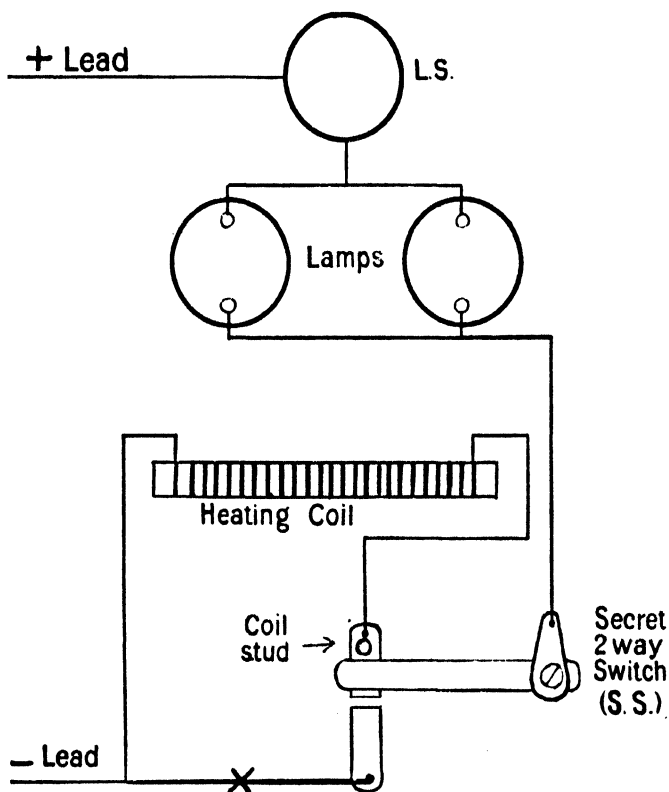 + Lead
L.S.
Lamps
Heating Coil
Coil
stud →
Secret
2 way
Switch
(S.S.)
− Lead